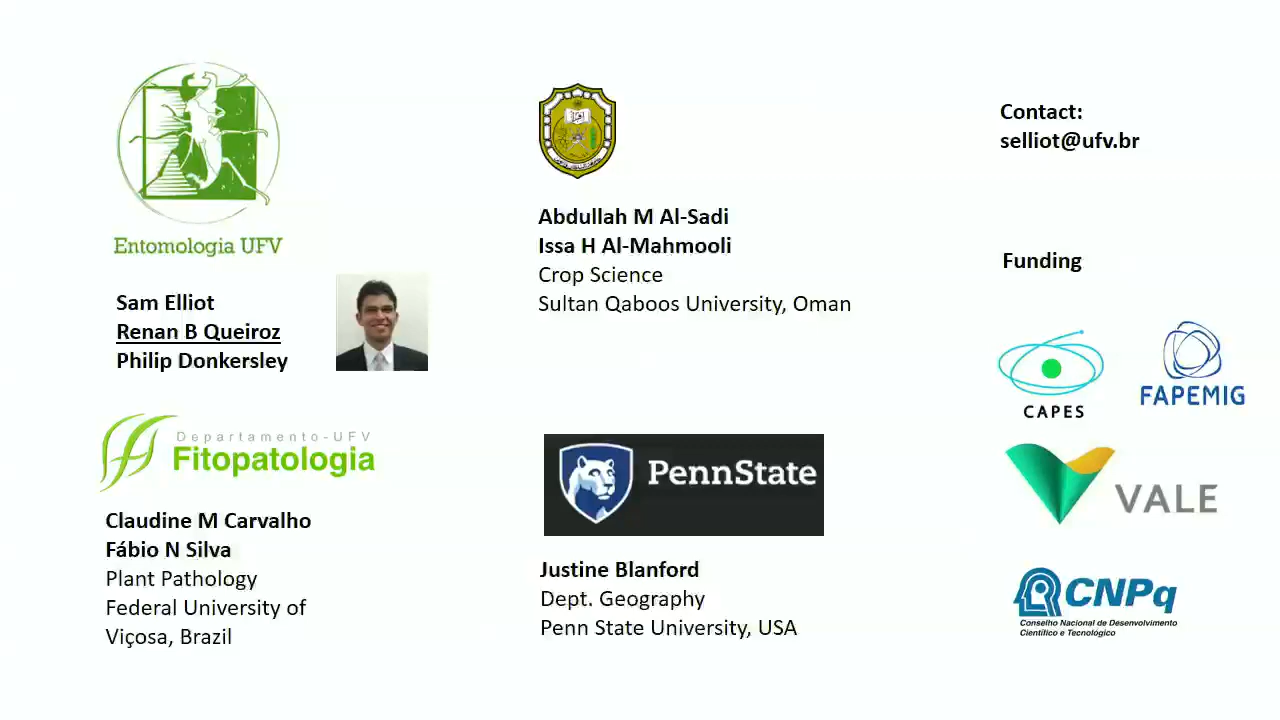 Entomologia UFV
Sam Elliot
Renan B Queiroz
Philip Donkersley
Departamento-UFV
Fitopatologia
Claudine M Carvalho
Fábio N Silva
Plant Pathology
Federal University of
Viçosa, Brazil
Abdullah M Al-Sadi
Issa H Al-Mahmooli
Crop Science
Sultan Qaboos University, Oman
PennState
Justine Blanford
Dept. Geography
Penn State University, USA
Contact:
selliot@ufv.br
Funding
CAPES
FAPEMIG
VALE
CNPq
Conselho Nacional de Desenvolvimento
Científico e Tecnológico